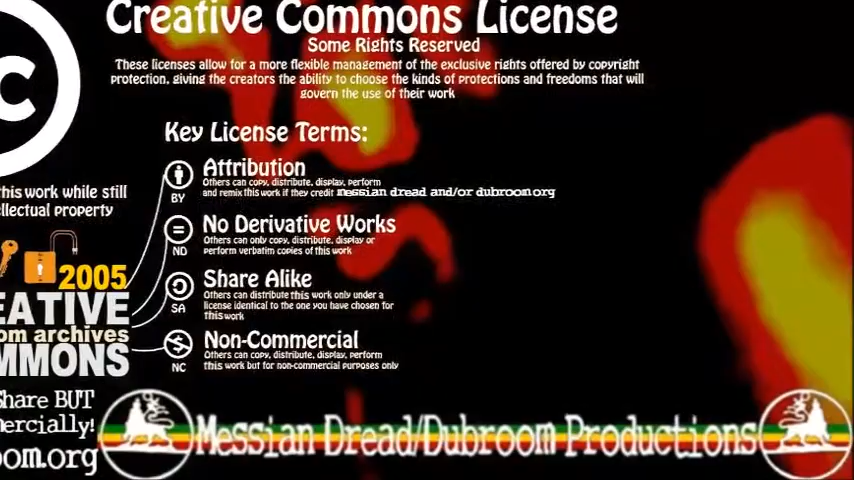 Creative Commons License
Some Rights Reserved
These licenses allow for a more flexible management of the exclusive rights offered by copyright
protection, giving the creators the ability to choose the kinds of protections and freedoms that will
govern the use of their work
Key License Terms:
Attribution
Others can copy, distribute, display, perform
and remix this work if they credit messian dread and/or dubroom.org
BY
this work while still
ellectual property
No Derivative Works
Others can only copy, distribute, display or
perform verbatim copies of this work
ND
2005
EATIVE
om archives
MMONS
Share Alike
Others can distribute this work only under a
license identical to the one you have chosen for
this work
SA
Non-Commercial
Others can copy, distribute, display, perform
this work but for non-commercial purposes only
NC
Share BUT
mercially!
oom.org
Messian Dread/Dubroom Productions